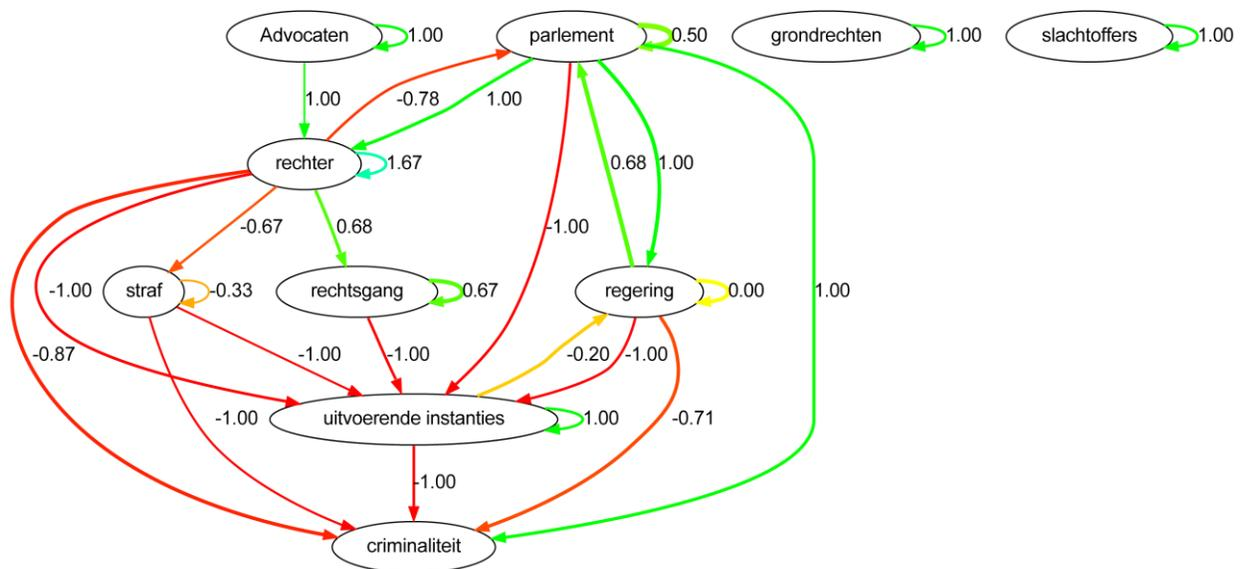 Advocaten
1.00
parlement
0.50
grondrechten
1.00
slachtoffers
1.00
1.00
-0.78
1.00
rechter
1.67
0.68
1.00
-0.67
0.68
-1.00
straf
-0.33
rechtsgang
0.67
regering
0.00
-1.00
1.00
-0.87
-1.00
-1.00
-0.20
-1.00
uitvoerende instanties
1.00
-1.00
-0.71
-1.00
criminaliteit